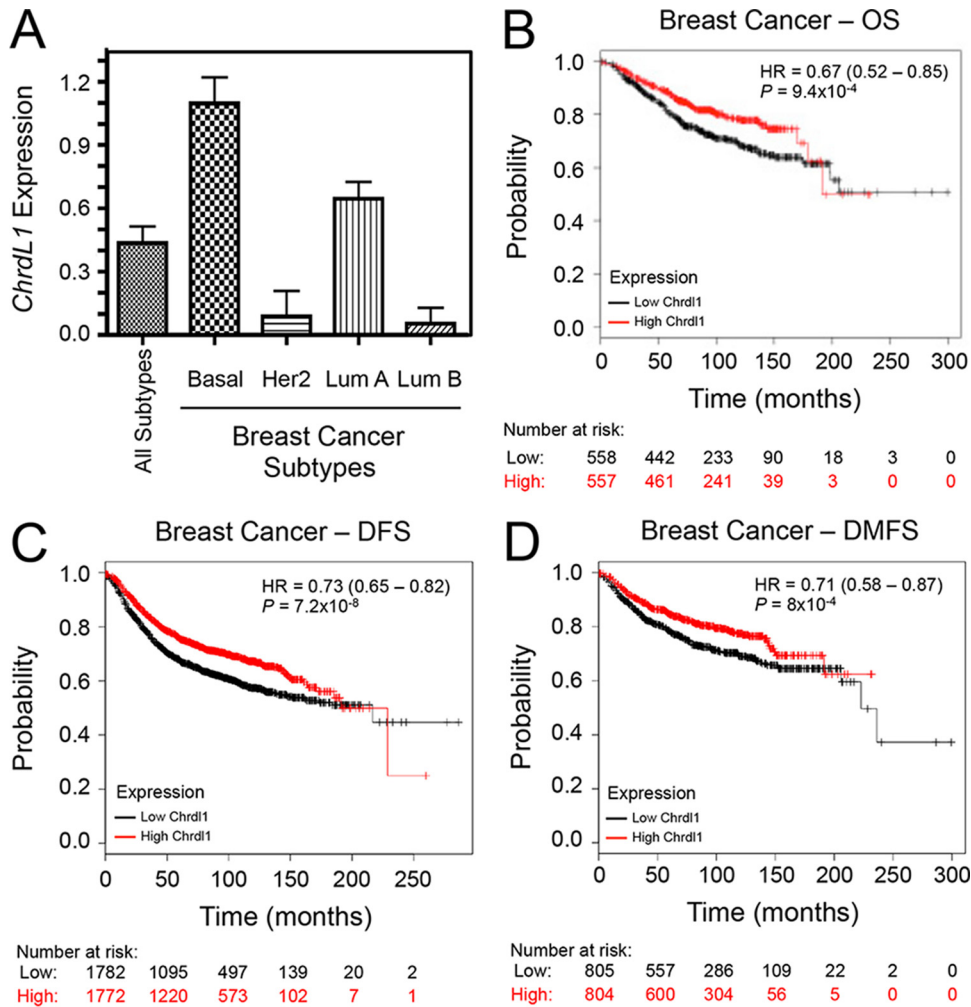 A
ChrdL1 Expression
1.2
0.9
0.6
0.3
0.0
All Subtypes
Basal Her2 Lum A Lum B
Breast Cancer
Subtypes
B
Breast Cancer – OS
HR = 0.67 (0.52 – 0.85)
P = 9.4x10-4
Probability
1.0
0.8
0.6
0.4
0.2
0.0
Expression
Low Chrdl1
High Chrdl1
0 50 100 150 200 250 300
Time (months)
Number at risk:
Low: 558 442 233 90 18 3 0
High: 557 461 241 39 3 0 0
C
Breast Cancer – DFS
HR = 0.73 (0.65 – 0.82)
P = 7.2x10-8
Probability
1.0
0.8
0.6
0.4
0.2
0.0
Expression
Low Chrdl1
High Chrdl1
0 50 100 150 200 250
Time (months)
Number at risk:
Low: 1782 1095 497 139 20 2
High: 1772 1220 573 102 7 1
D
Breast Cancer – DMFS
HR = 0.71 (0.58 – 0.87)
P = 8x10-4
Probability
1.0
0.8
0.6
0.4
0.2
0.0
Expression
Low Chrdl1
High Chrdl1
0 50 100 150 200 250 300
Time (months)
Number at risk:
Low: 805 557 286 109 22 2 0
High: 804 600 304 56 5 0 0